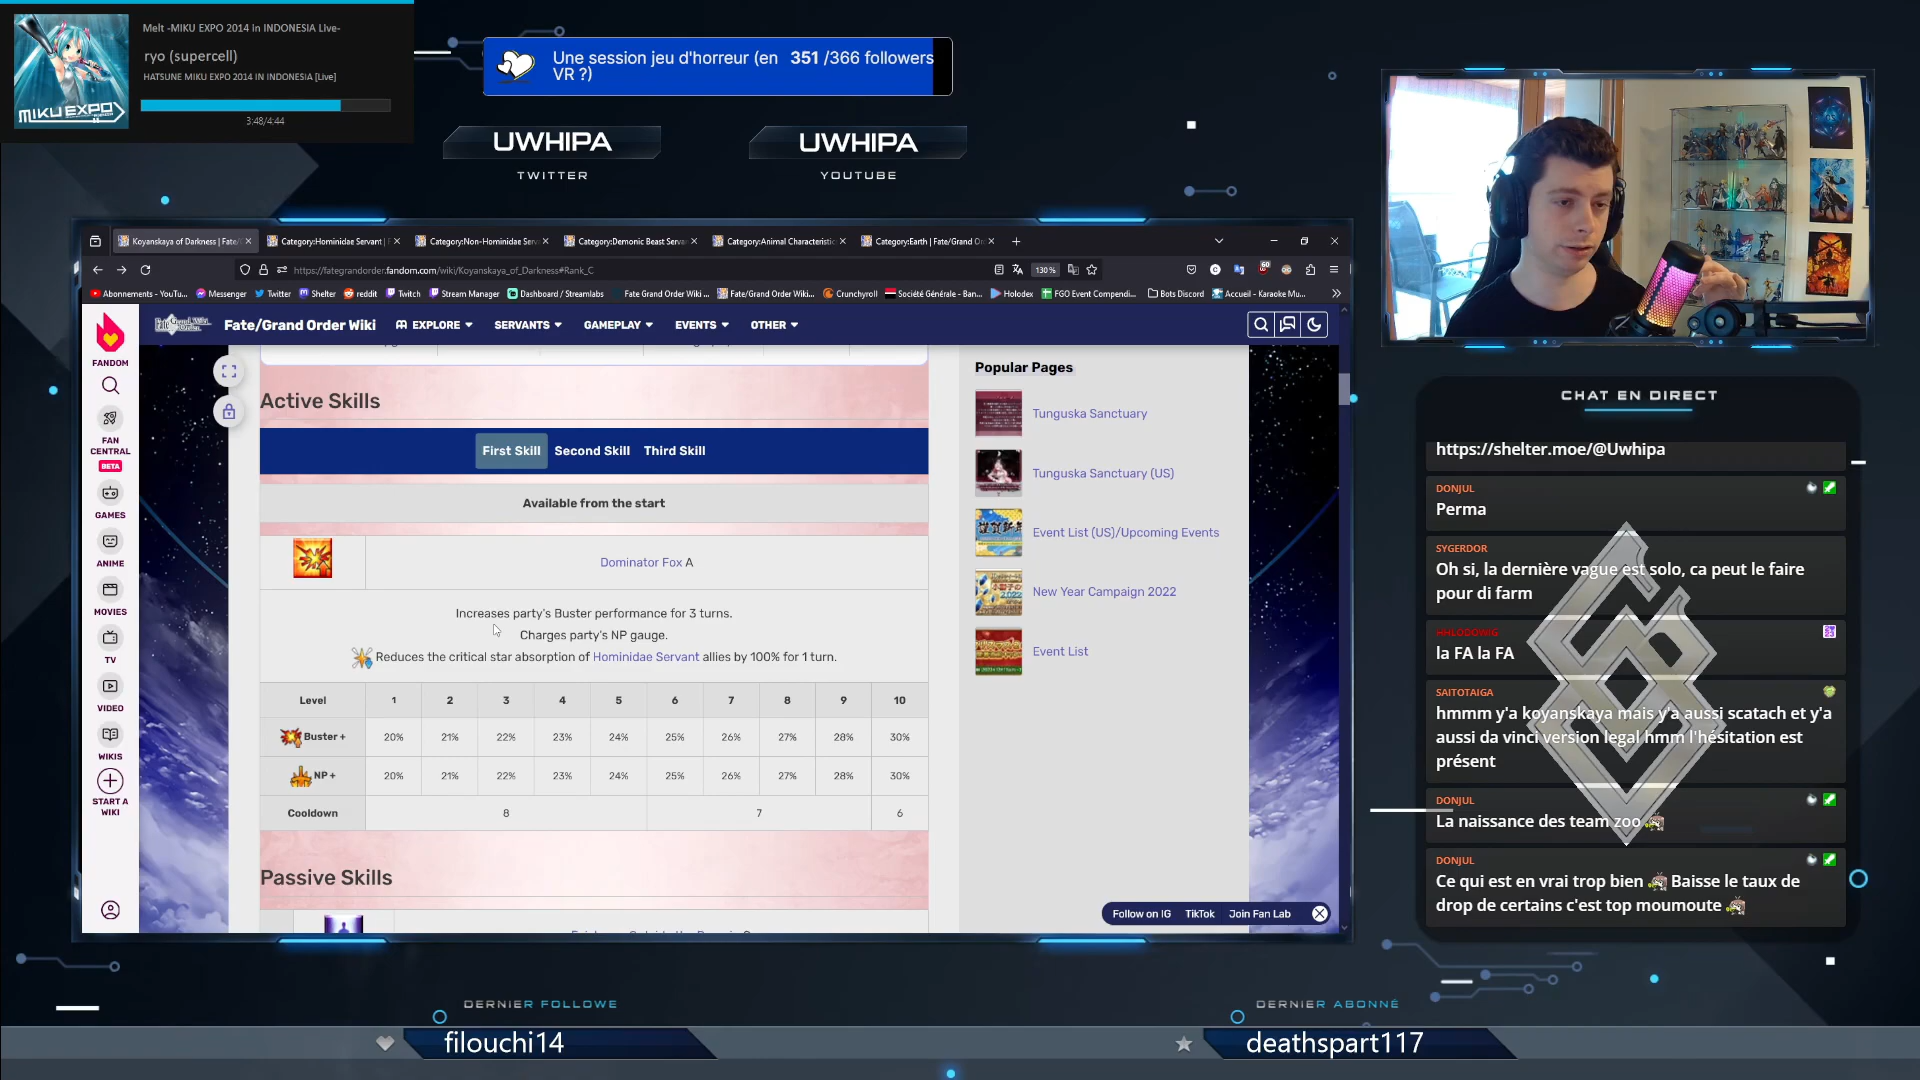 Melt -MIKU EXPO 2014 in INDONESIA Live-
ryo (supercell)
HATSUNE MIKU EXPO 2014 IN INDONESIA [Live]
MIKU EXPO
3:48/4:44
Une session jeu d'horreur (en VR ?)
351 /366 followers
UWHIPA
TWITTER
UWHIPA
YOUTUBE
Koyanskaya of Darkness | Fate/
Category:Hominidae Servant |
Category:Non-Hominidae Serv
Category:Demonic Beast Serva
Category:Animal Characteristic
Category:Earth | Fate/Grand Or
https://fategrandorder.fandom.com/wiki/Koyanskaya_of_Darkness#Rank_C
130 %
60
Abonnements - YouTu...
Messenger
Twitter
Shelter
reddit
Twitch
Stream Manager
Dashboard / Streamlabs
Fate Grand Order Wiki ...
Fate/Grand Order Wiki...
Crunchyroll
Société Générale - Ban...
Holodex
FGO Event Compendi...
Bots Discord
Accueil - Karaoke Mu...
FANDOM
FAN CENTRAL
BETA
GAMES
ANIME
MOVIES
TV
VIDEO
WIKIS
START A WIKI
Fate/Grand Order Wiki
EXPLORE
SERVANTS
GAMEPLAY
EVENTS
OTHER
Active Skills
First Skill
Second Skill
Third Skill
Available from the start
Dominator Fox A
Increases party's Buster performance for 3 turns.
Charges party's NP gauge.
Reduces the critical star absorption of Hominidae Servant allies by 100% for 1 turn.
Level 1 2 3 4 5 6 7 8 9 10
Buster + 20% 21% 22% 23% 24% 25% 26% 27% 28% 30%
NP + 20% 21% 22% 23% 24% 25% 26% 27% 28% 30%
Cooldown 8 7 6
Passive Skills
Popular Pages
Tunguska Sanctuary
Tunguska Sanctuary (US)
Event List (US)/Upcoming Events
New Year Campaign 2022
Event List
Follow on IG
TikTok
Join Fan Lab
CHAT EN DIRECT
https://shelter.moe/@Uwhipa
DONJUL
Perma
SYGERDOR
Oh si, la dernière vague est solo, ca peut le faire
pour di farm
HHLODOWIG
la FA la FA
SAITOTAIGA
hmmm y'a koyanskaya mais y'a aussi scatach et y'a
aussi da vinci version legal hmm l'hésitation est
présent
DONJUL
La naissance des team zoo
DONJUL
Ce qui est en vrai trop bien Baisse le taux de
drop de certains c'est top moumoute
DERNIER FOLLOWE
filouchi14
DERNIER ABONNÉ
deathspart117